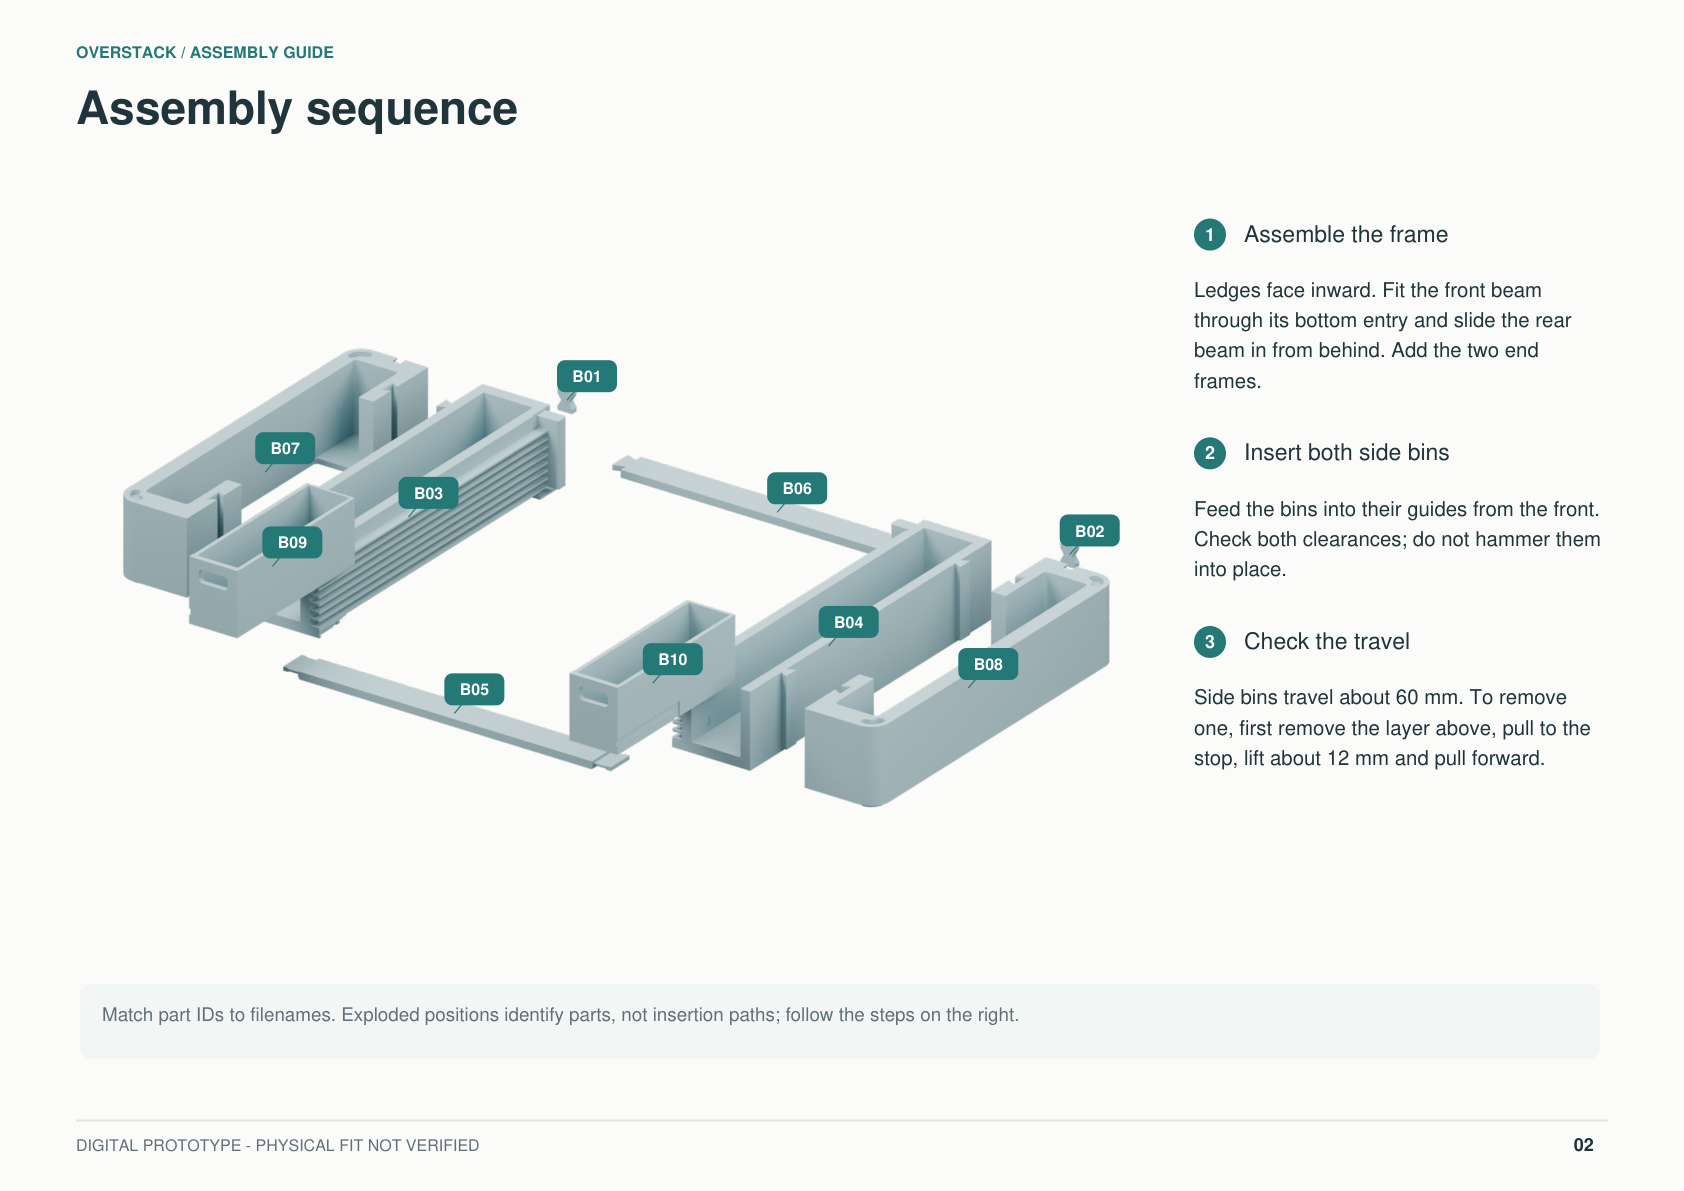 OVERSTACK / ASSEMBLY GUIDE
Assembly sequence
B01
B07
B03
B09
B06
B02
B04
B10
B08
B05
1 Assemble the frame
Ledges face inward. Fit the front beam
through its bottom entry and slide the rear
beam in from behind. Add the two end
frames.
2 Insert both side bins
Feed the bins into their guides from the front.
Check both clearances; do not hammer them
into place.
3 Check the travel
Side bins travel about 60 mm. To remove
one, first remove the layer above, pull to the
stop, lift about 12 mm and pull forward.
Match part IDs to filenames. Exploded positions identify parts, not insertion paths; follow the steps on the right.
DIGITAL PROTOTYPE - PHYSICAL FIT NOT VERIFIED
02